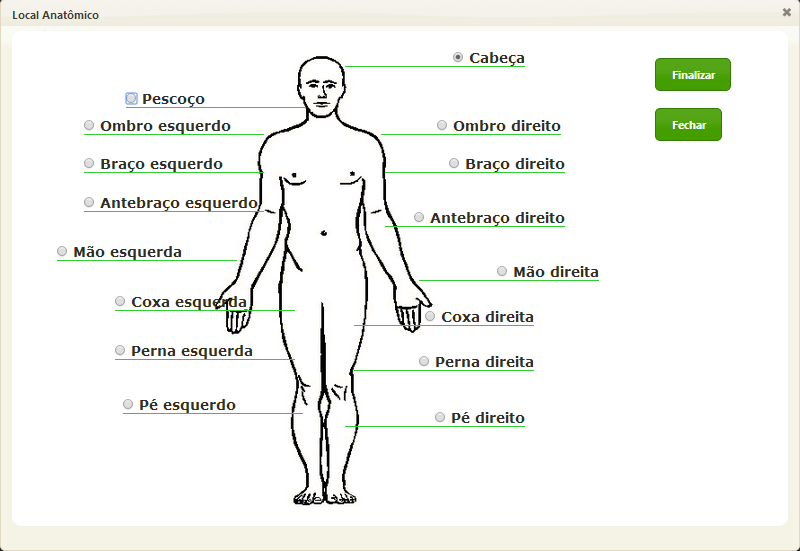 Local Anatômico
Cabeça
Finalizar
Pescoço
Fechar
Ombro esquerdo
Ombro direito
Braço esquerdo
Braço direito
Antebraço esquerdo
Antebraço direito
Mão esquerda
Mão direita
Coxa esquerda
Coxa direita
Perna esquerda
Perna direita
Pé esquerdo
Pé direito